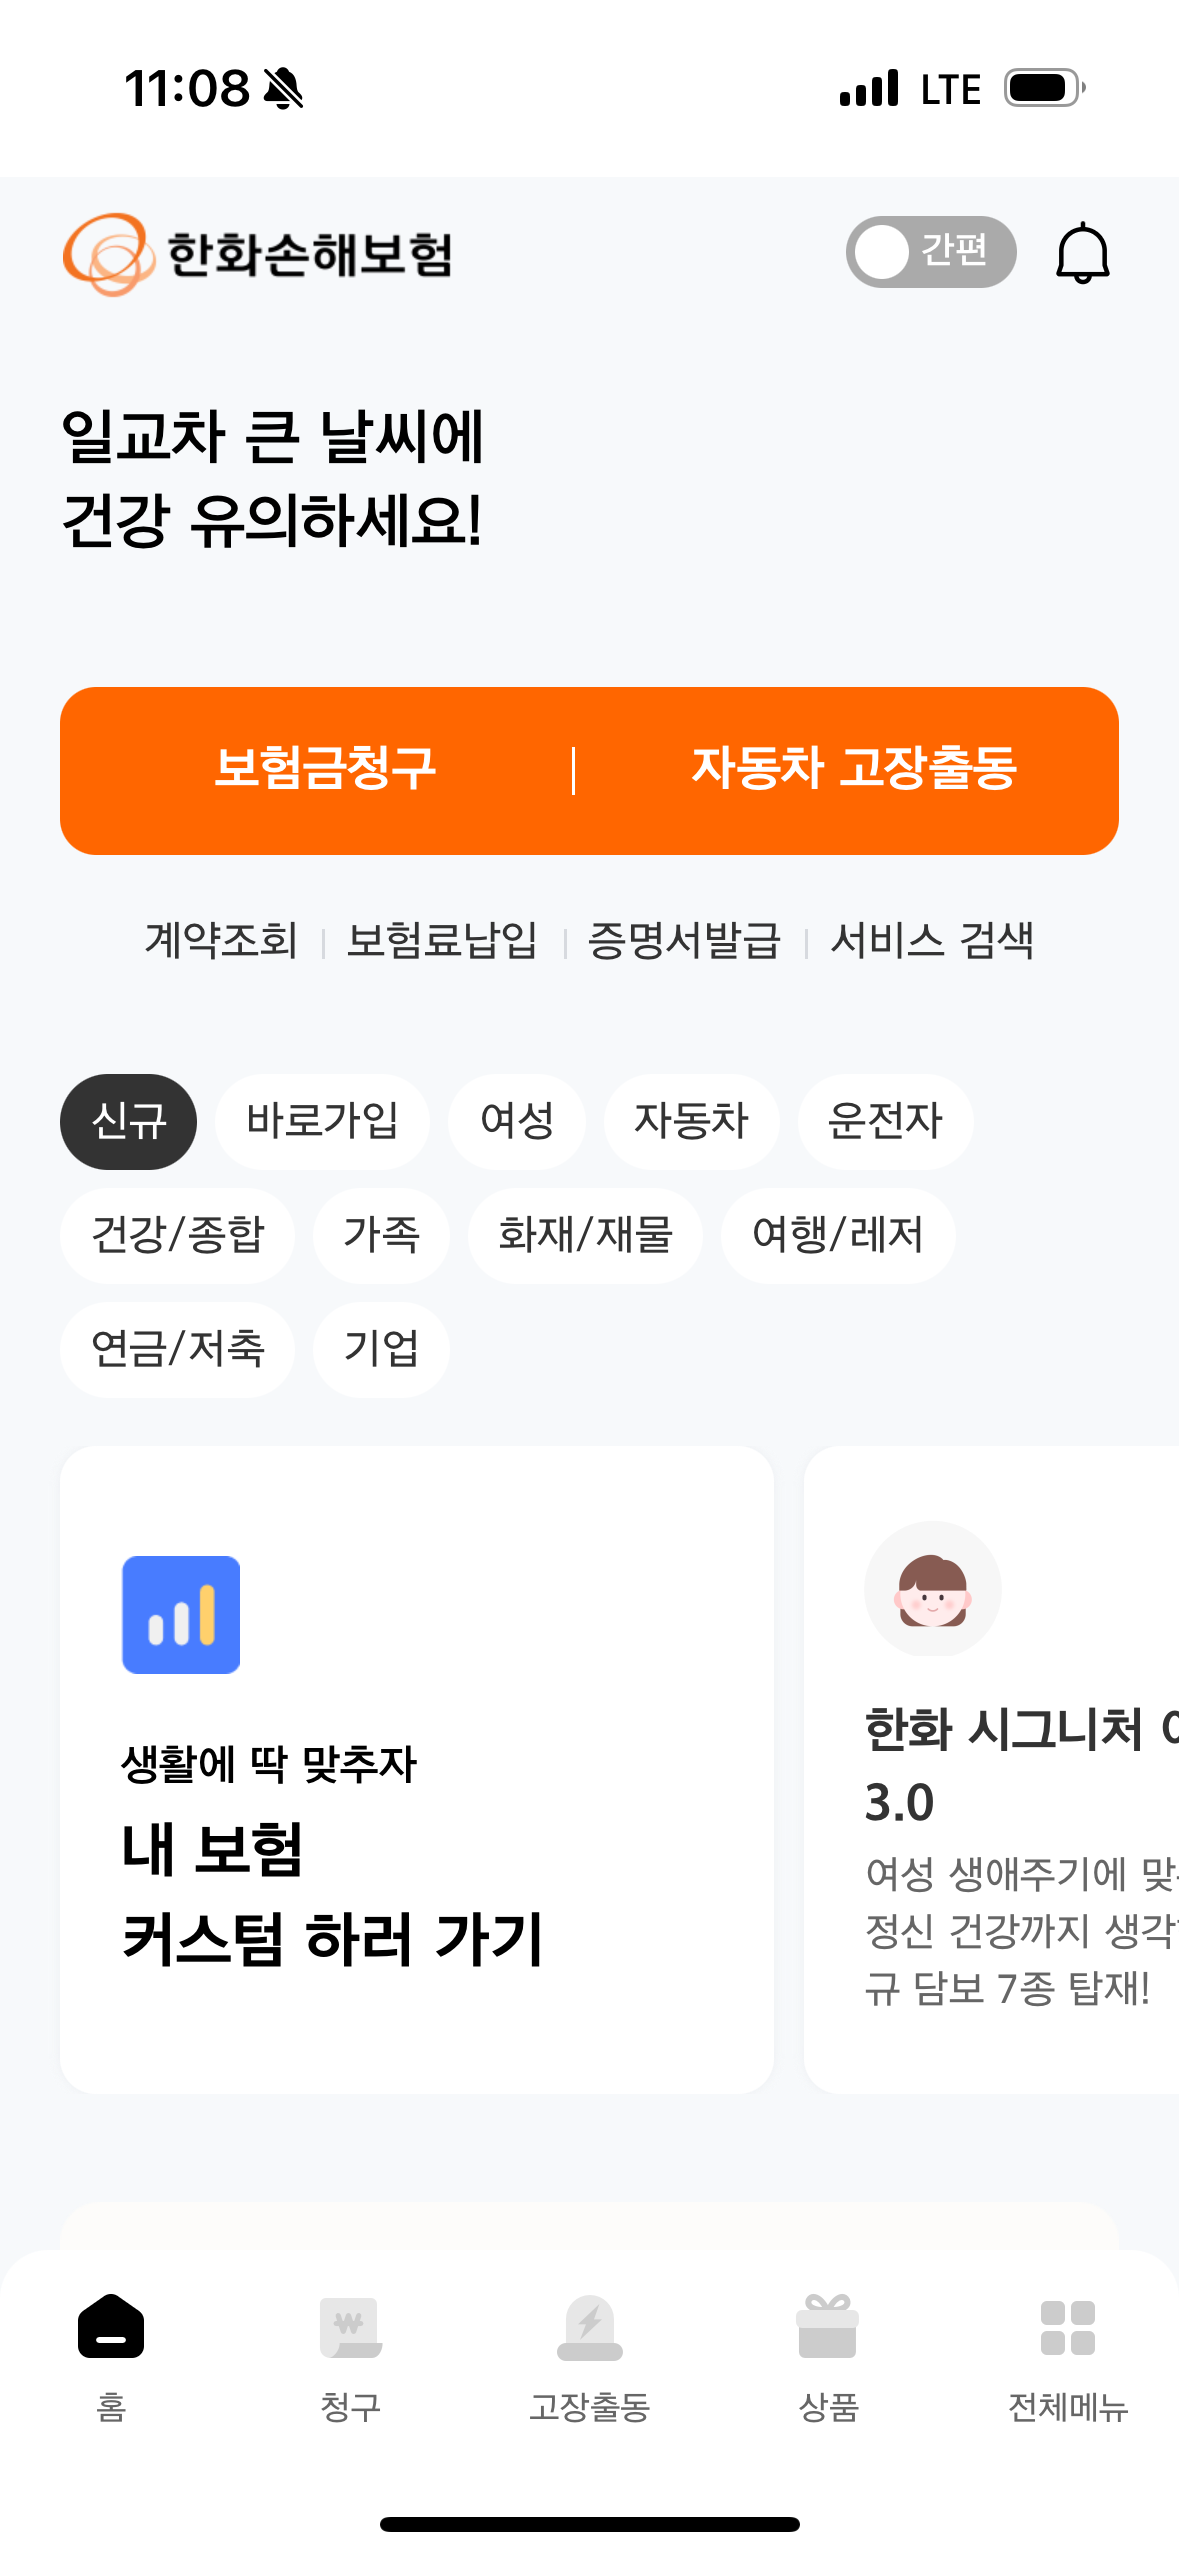 11:08 LTE
한화손해보험 간편
일교차 큰 날씨에
건강 유의하세요!
보험금청구 | 자동차 고장출동
계약조회 | 보험료납입 | 증명서발급 | 서비스 검색
신규 바로가입 여성 자동차 운전자
건강/종합 가족 화재/재물 여행/레저
연금/저축 기업
생활에 딱 맞추자
내 보험
커스텀 하러 가기
한화 시그니처
3.0
여성 생애주기에
정신 건강까지
규 담보 7종 탑재!
홈 청구 고장출동 상품 전체메뉴